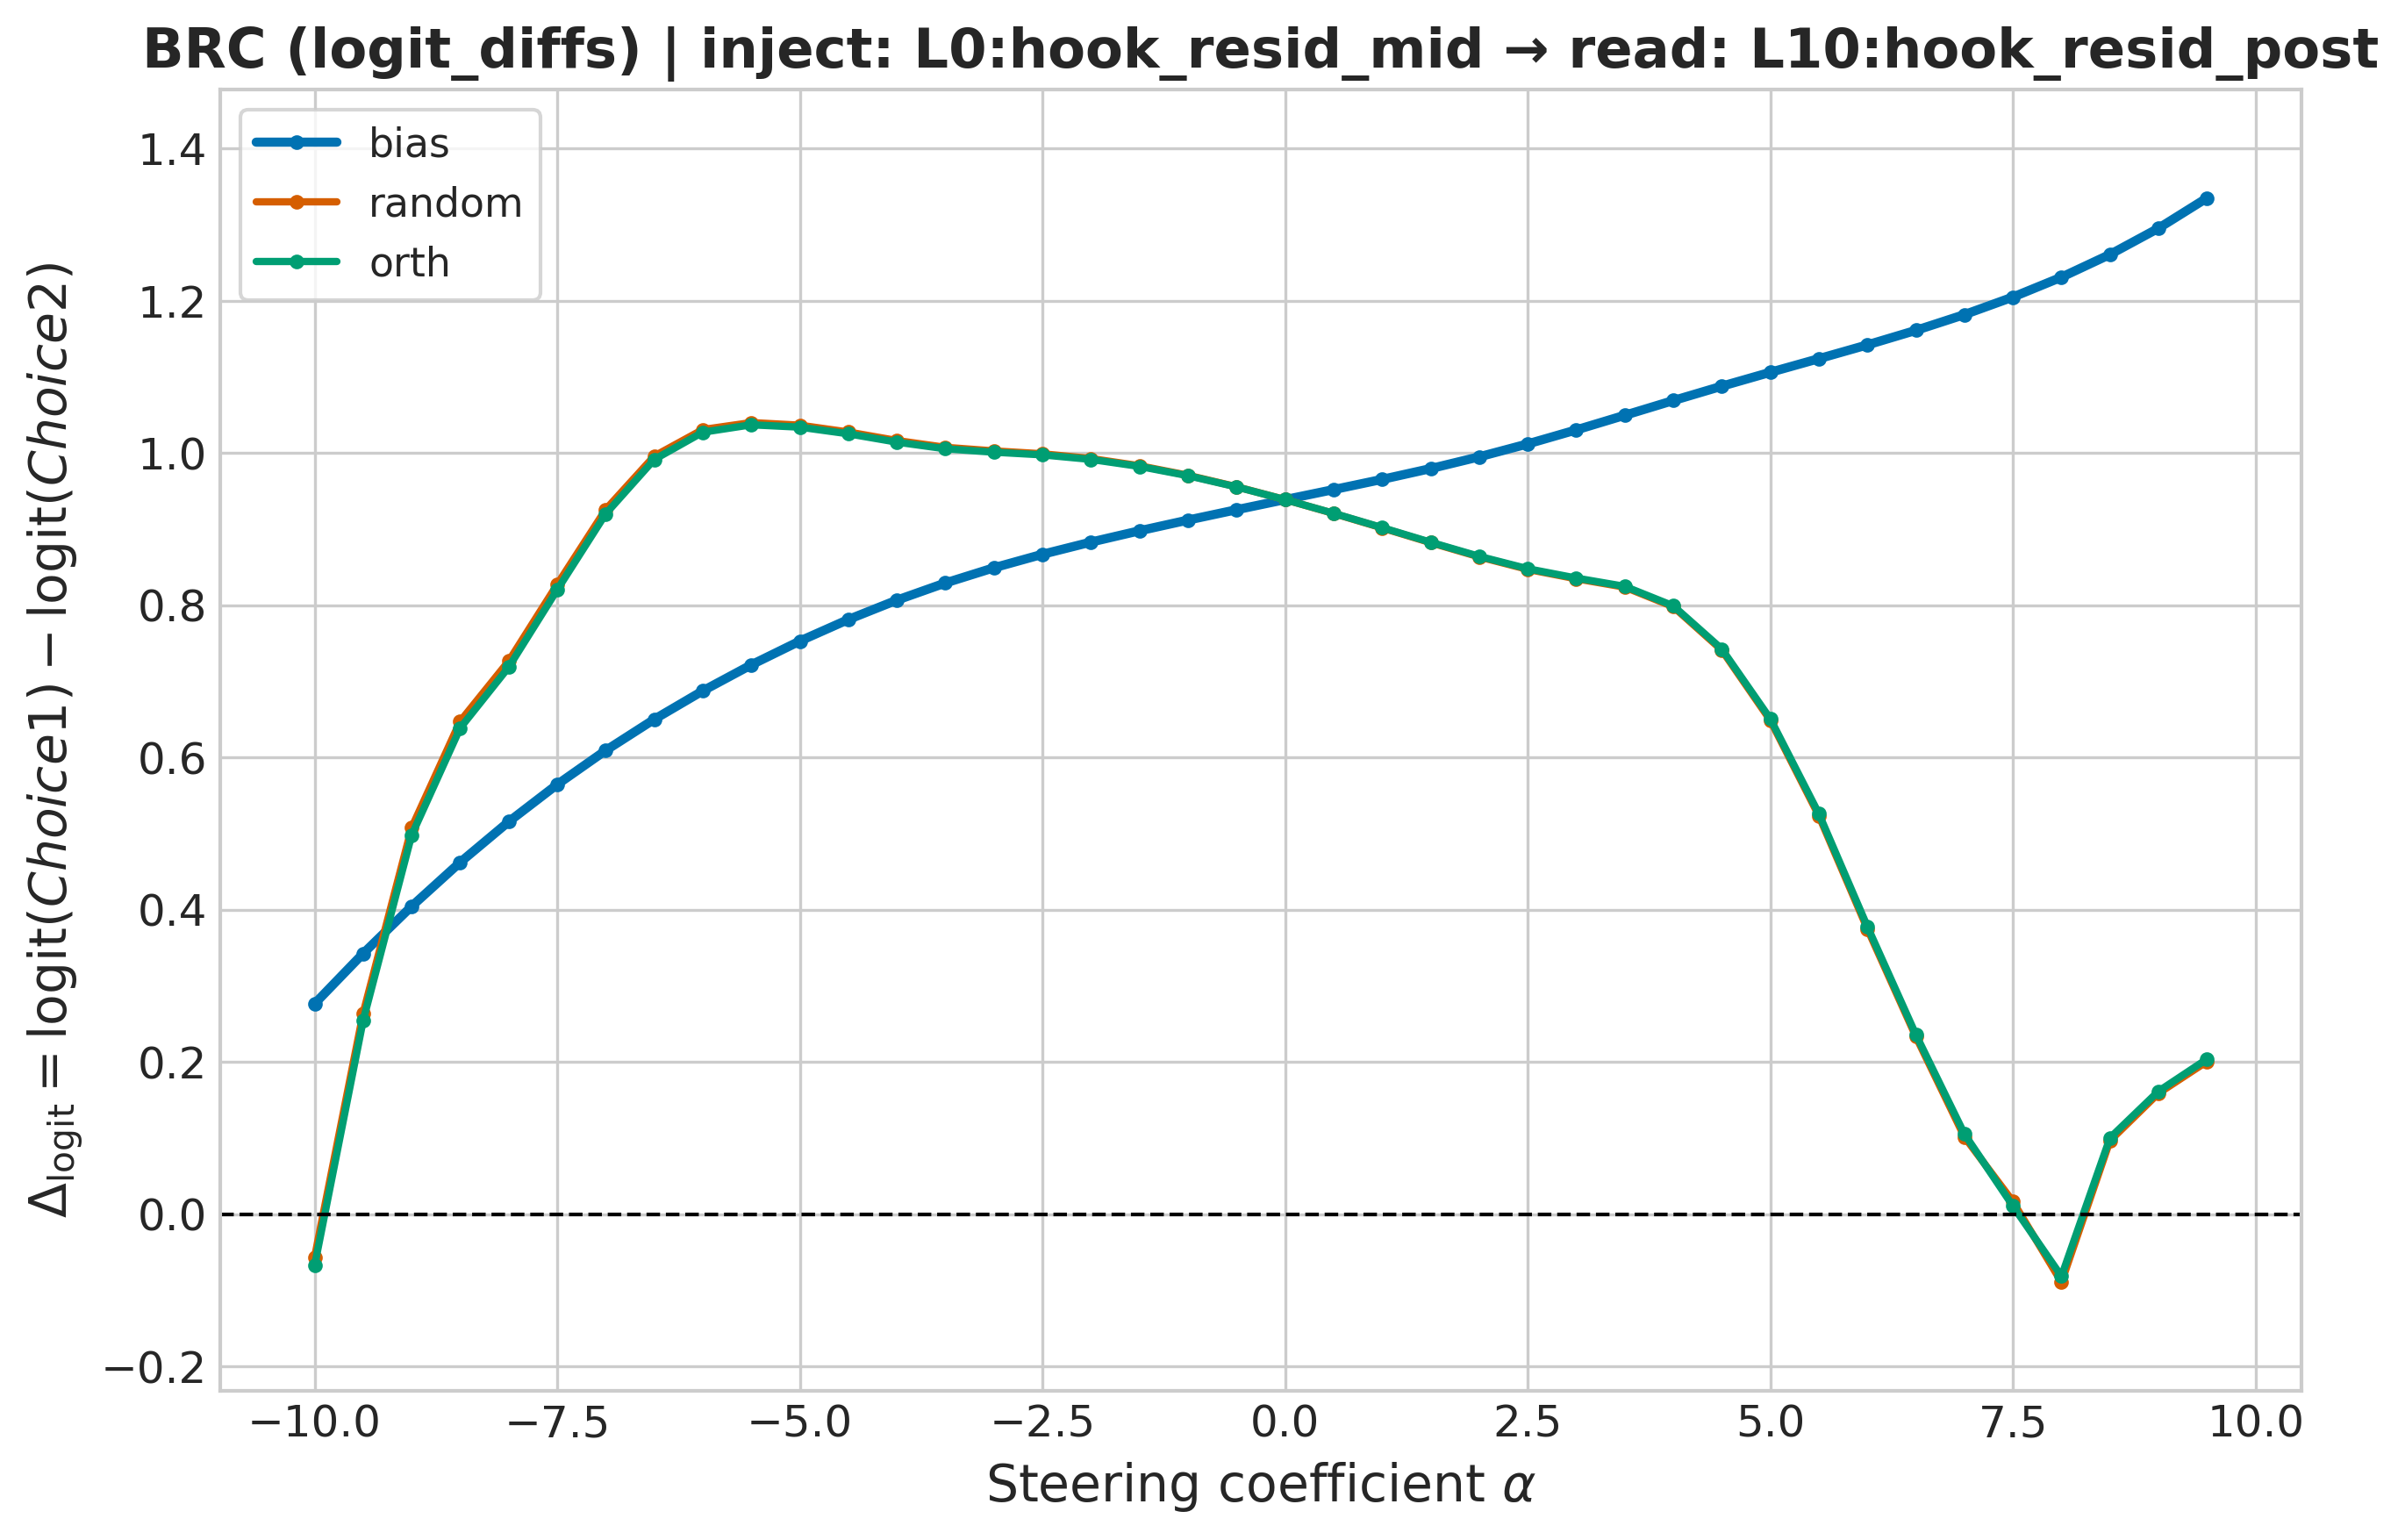 BRC (logit_diffs) | inject: L0:hook_resid_mid → read: L10:hook_resid_post
bias
random
orth
Δlogit = logit(Choice1) − logit(Choice2)
1.4
1.2
1.0
0.8
0.6
0.4
0.2
0.0
−0.2
−10.0 −7.5 −5.0 −2.5 0.0 2.5 5.0 7.5 10.0
Steering coefficient α